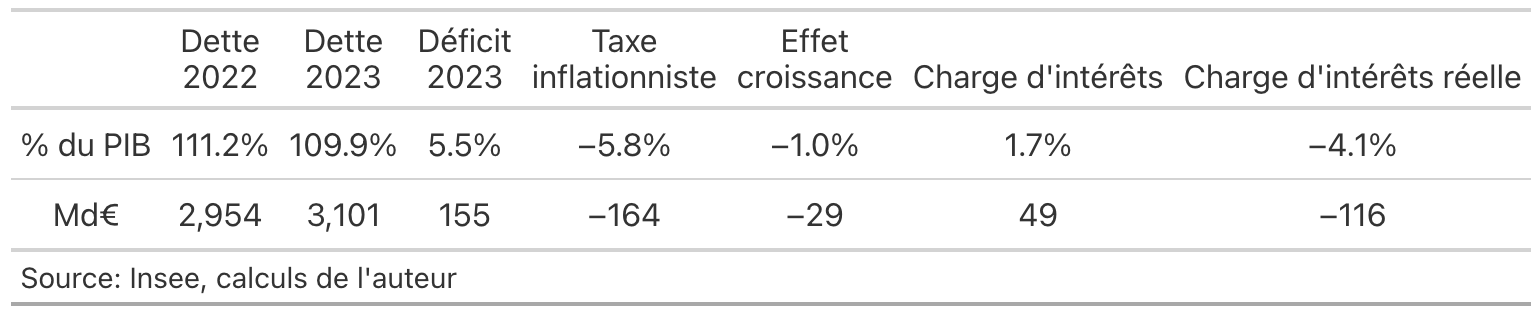 Dette Dette Déficit Taxe Effet
2022 2023 2023 inflationniste croissance Charge d'intérêts Charge d'intérêts réelle
% du PIB 111.2% 109.9% 5.5% −5.8% −1.0% 1.7% −4.1%
Md€ 2,954 3,101 155 −164 −29 49 −116
Source: Insee, calculs de l'auteur